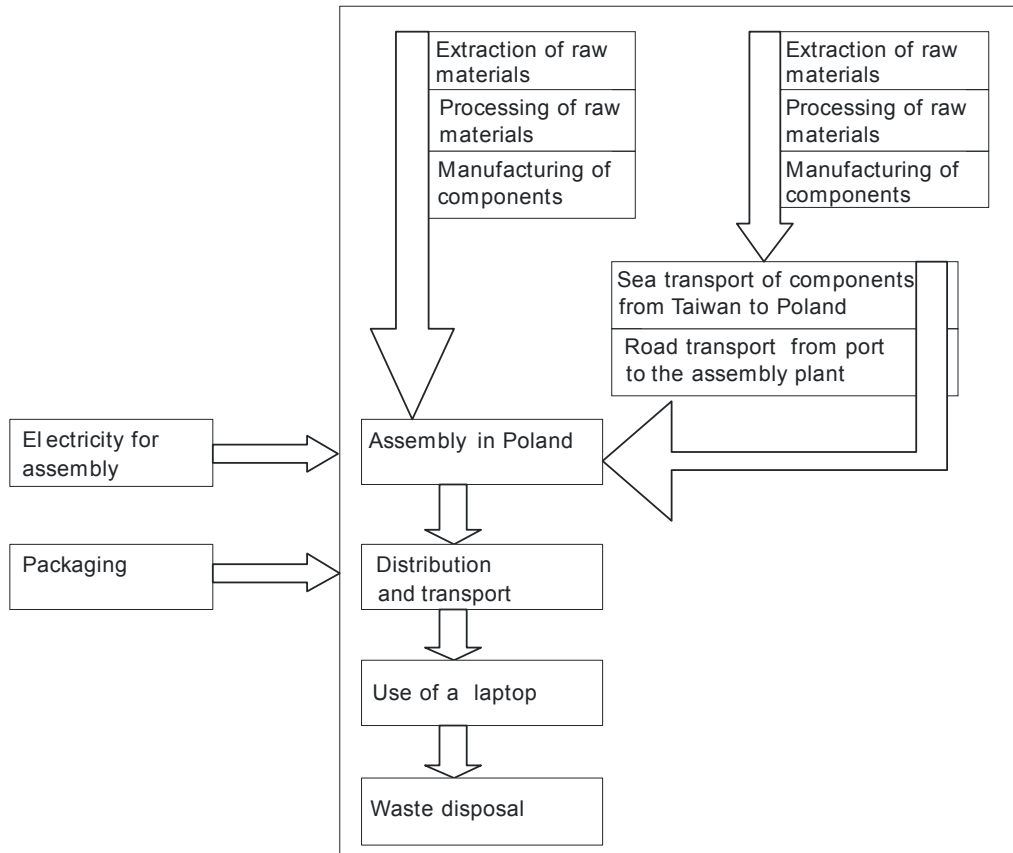 Extraction of raw
materials
Processing of raw
materials
Manufacturing of
components
Extraction of raw
materials
Processing of raw
materials
Manufacturing of
components
Sea transport of components
from Taiwan to Poland
Road transport from port
to the assembly plant
Electricity for
assembly
Assembly in Poland
Packaging
Distribution
and transport
Use of a laptop
Waste disposal